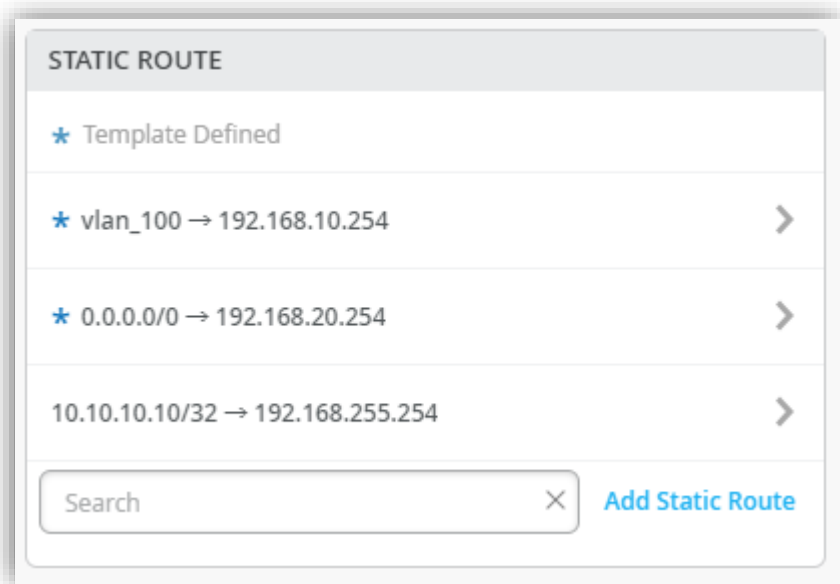 STATIC ROUTE
* Template Defined
* vlan_100 → 192.168.10.254
* 0.0.0.0/0 → 192.168.20.254
10.10.10.10/32 → 192.168.255.254
Search
Add Static Route